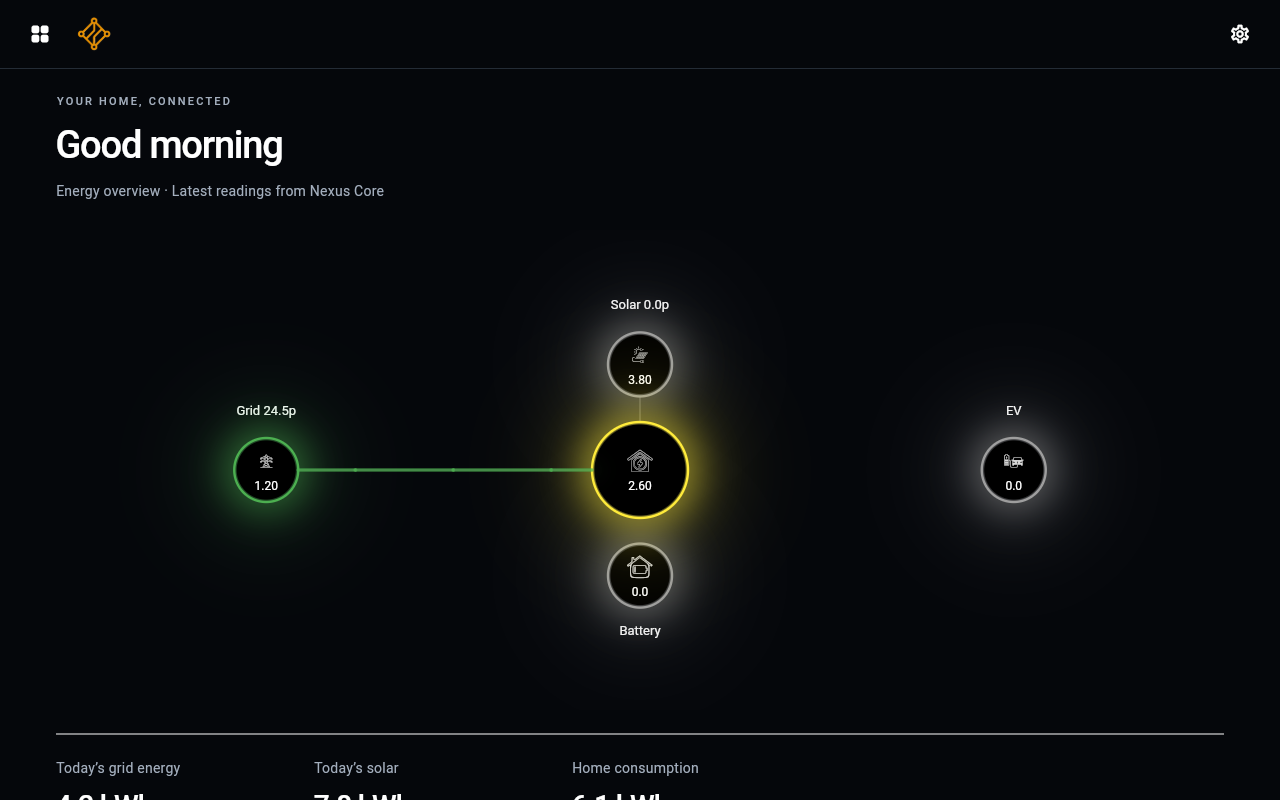 YOUR HOME, CONNECTED
Good morning
Energy overview · Latest readings from Nexus Core
Solar 0.0p
3.80
Grid 24.5p
1.20
2.60
EV
0.0
0.0
Battery
Today’s grid energy
Today’s solar
Home consumption